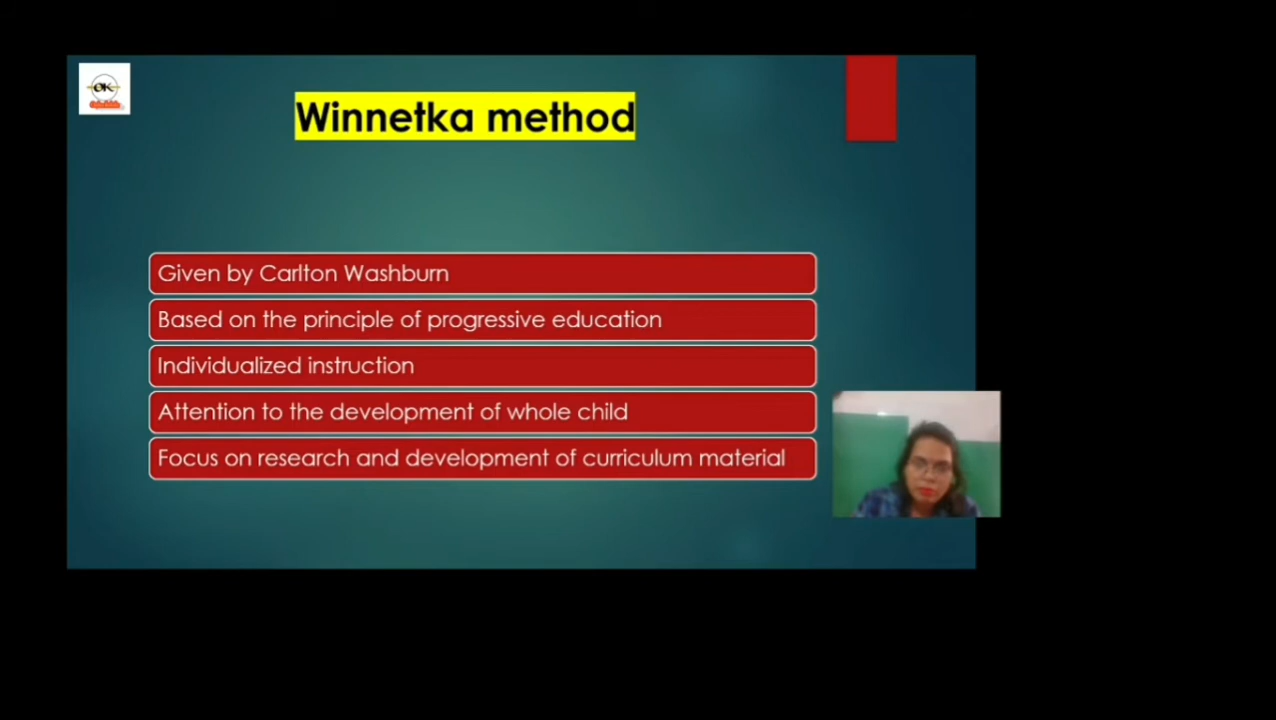 OK
Winnetka method
Given by Carlton Washburn
Based on the principle of progressive education
Individualized instruction
Attention to the development of whole child
Focus on research and development of curriculum material